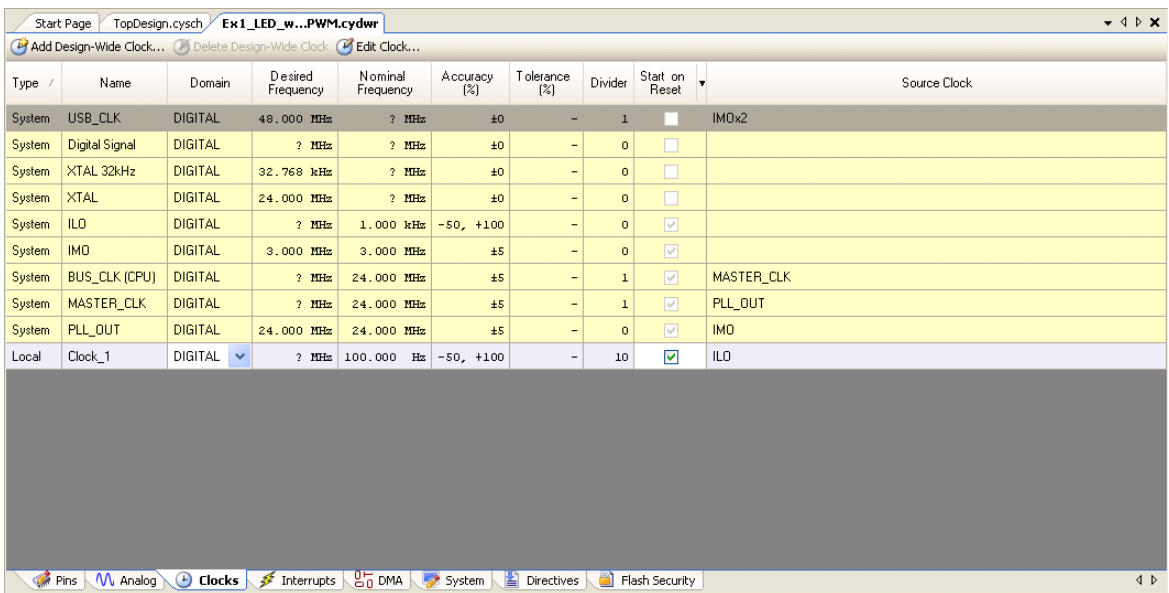 Start Page TopDesign.cysch Ex1_LED_w...PWM.cydwr
Add Design-Wide Clock... Delete Design-Wide Clock Edit Clock...
Type Name Domain Desired Frequency Nominal Frequency Accuracy (%) Tolerance (%) Divider Start on Reset Source Clock
System USB_CLK DIGITAL 48.000 MHz ? MHz ±0 - 1 IMOx2
System Digital Signal DIGITAL ? MHz ? MHz ±0 - 0
System XTAL 32kHz DIGITAL 32.768 kHz ? MHz ±0 - 0
System XTAL DIGITAL 24.000 MHz ? MHz ±0 - 0
System ILO DIGITAL ? MHz 1.000 kHz -50, +100 - 0
System IMO DIGITAL 3.000 MHz 3.000 MHz ±5 - 0
System BUS_CLK (CPU) DIGITAL ? MHz 24.000 MHz ±5 - 1 MASTER_CLK
System MASTER_CLK DIGITAL ? MHz 24.000 MHz ±5 - 1 PLL_OUT
System PLL_OUT DIGITAL 24.000 MHz 24.000 MHz ±5 - 0 IMO
Local Clock_1 DIGITAL ? MHz 100.000 Hz -50, +100 - 10 ILO
Pins Analog Clocks Interrupts DMA System Directives Flash Security